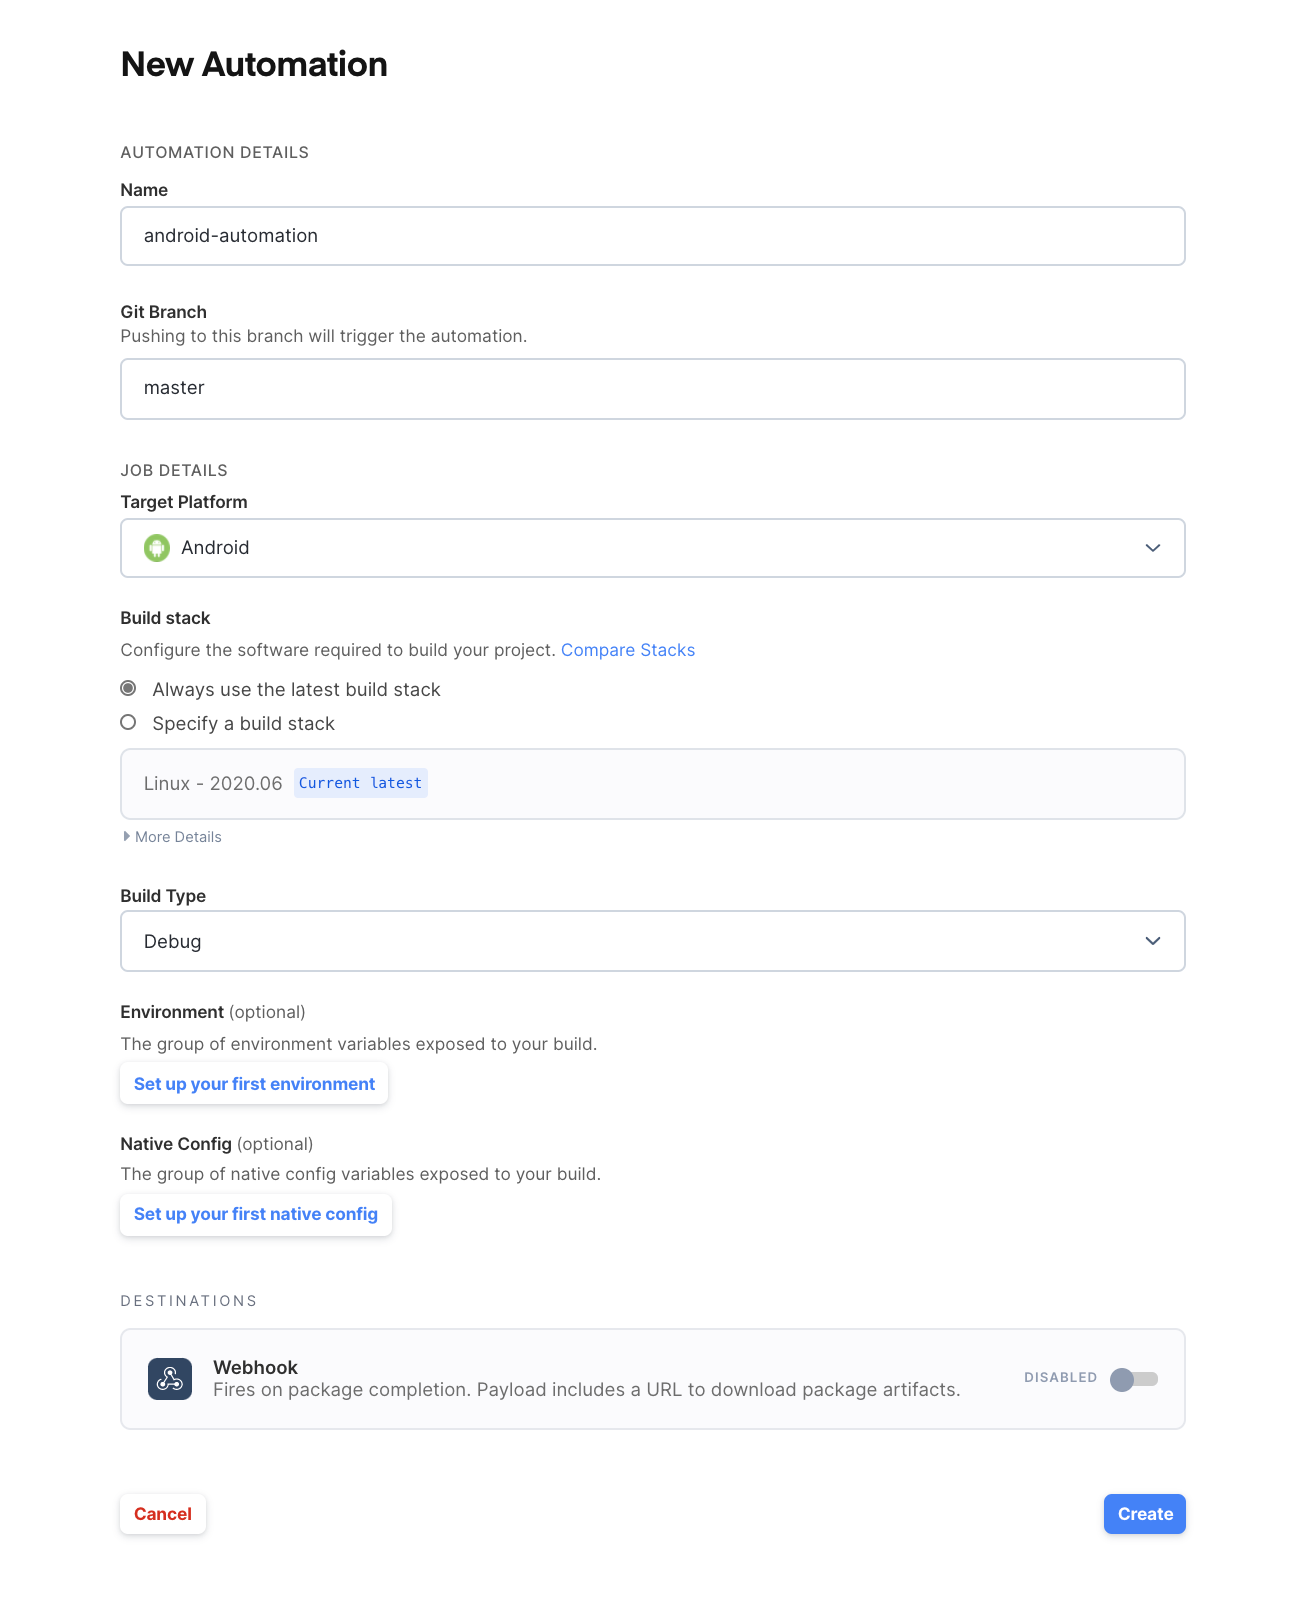 New Automation
AUTOMATION DETAILS
Name
android-automation
Git Branch
Pushing to this branch will trigger the automation.
master
JOB DETAILS
Target Platform
Android
Build stack
Configure the software required to build your project. Compare Stacks
Always use the latest build stack
Specify a build stack
Linux - 2020.06 Current latest
More Details
Build Type
Debug
Environment (optional)
The group of environment variables exposed to your build.
Set up your first environment
Native Config (optional)
The group of native config variables exposed to your build.
Set up your first native config
DESTINATIONS
Webhook
Fires on package completion. Payload includes a URL to download package artifacts.
DISABLED
Cancel
Create